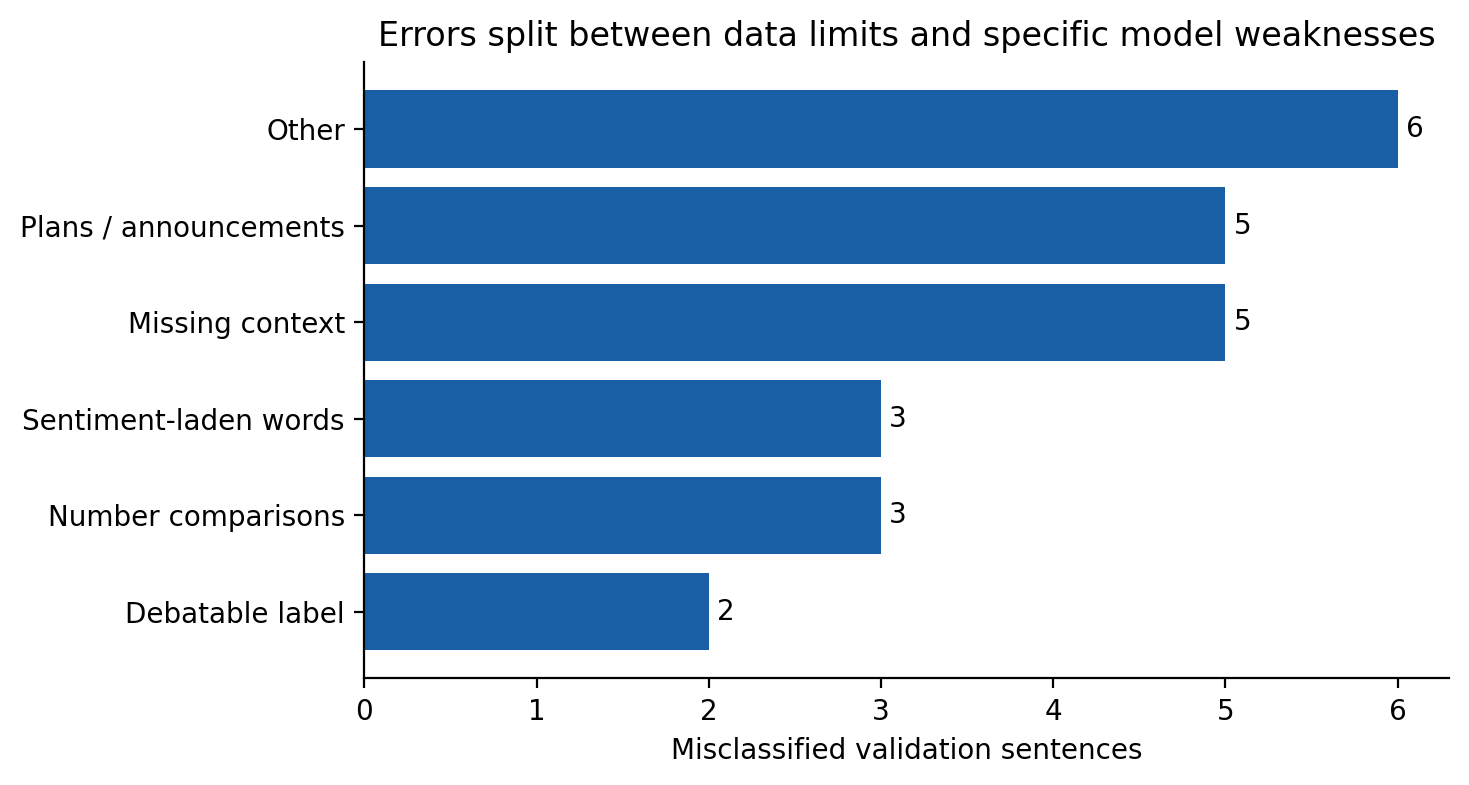 Errors split between data limits and specific model weaknesses
Other 6
Plans / announcements 5
Missing context 5
Sentiment-laden words 3
Number comparisons 3
Debatable label 2
0 1 2 3 4 5 6
Misclassified validation sentences